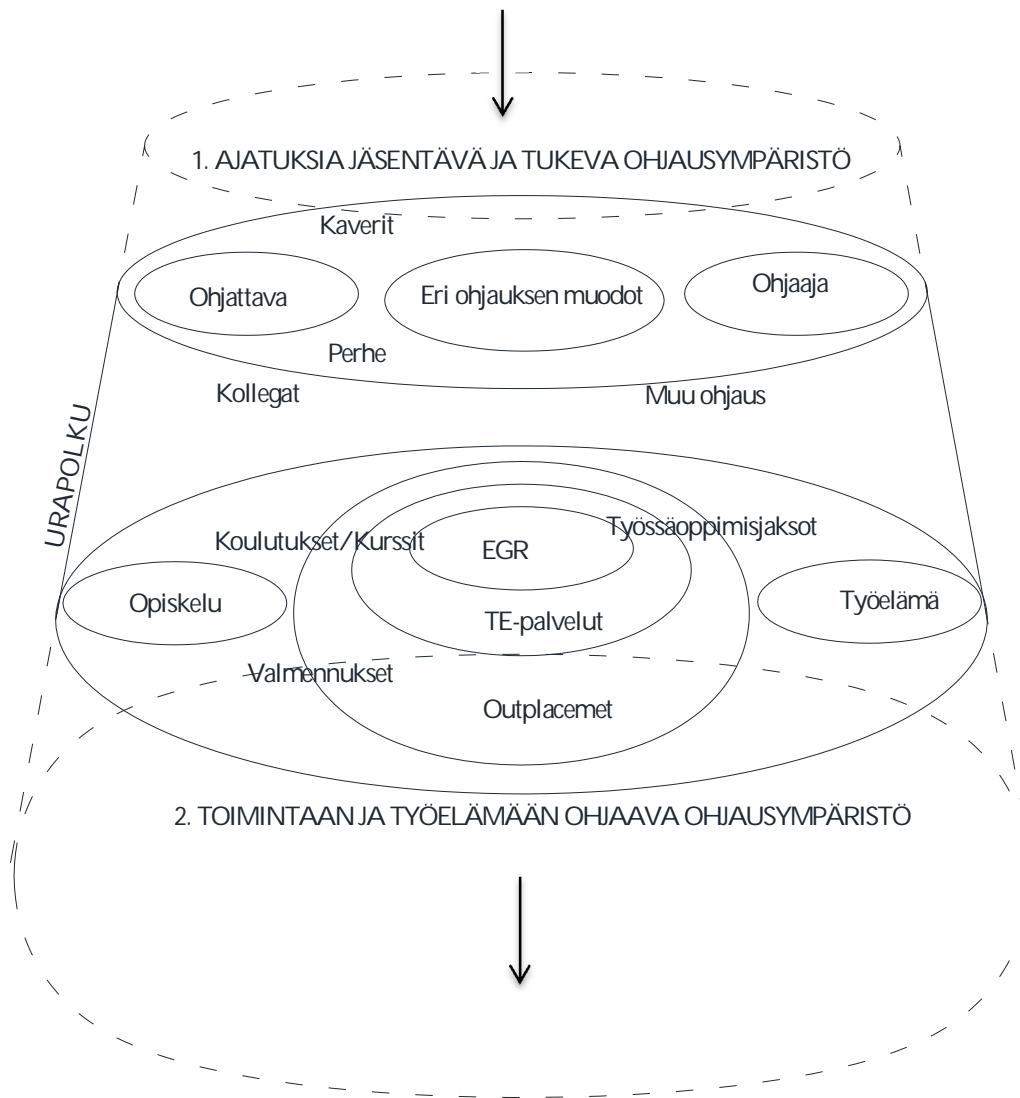 1. AJATUKSIA JÄSENTÄVÄ JA TUKEVA OHJAUSYMPÄRISTÖ
Kaverit
Ohjattava
Eri ohjauksen muodot
Ohjaaja
Perhe
Kollegat
Muu ohjaus
URAPOLKU
Koulutukset/Kurssit
Työssäoppimisjaksot
EGR
Opiskelu
Työelämä
TE-palvelut
Valmennukset
Outplacemet
2. TOIMINTAAN JA TYÖELÄMÄÄN OHJAAVA OHJAUSYMPÄRISTÖ